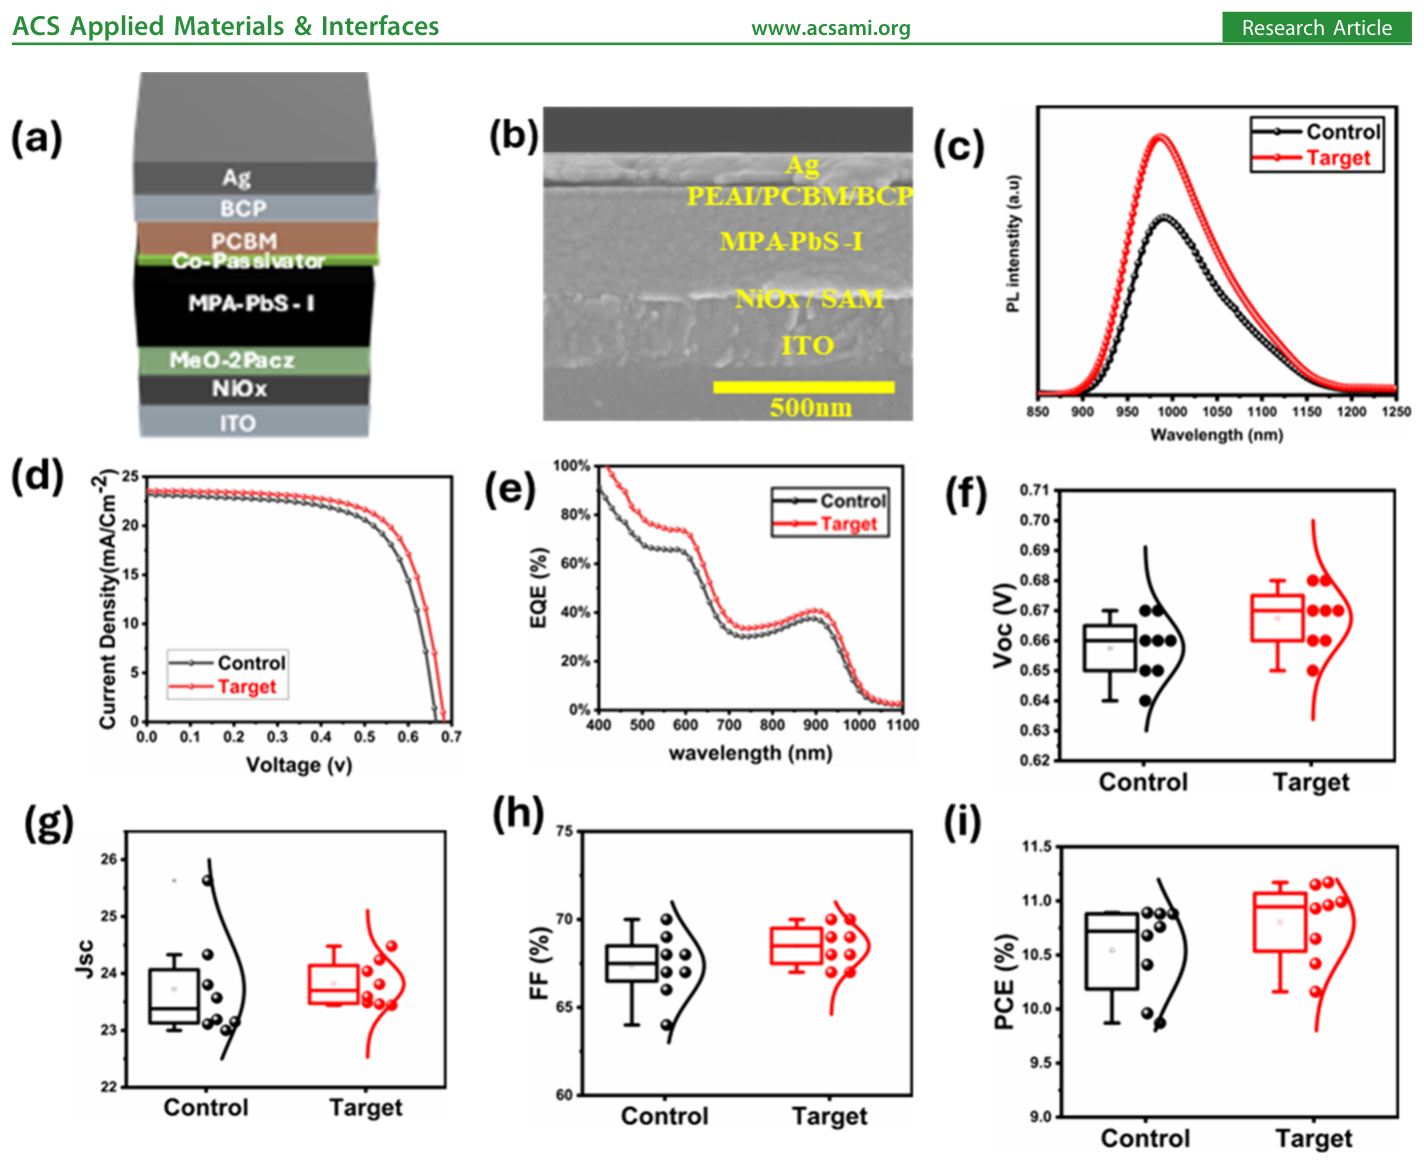 ACS Applied Materials & Interfaces
www.acsami.org
Research Article
(a)
Ag
BCP
PCBM
Co-Passivator
MPA-PbS - I
MeO-2Pacz
NiOx
ITO
(b)
Ag
PEAI/PCBM/BCP
MPA-PbS -I
NiOx / SAM
ITO
500nm
(c)
Control
Target
PL intenstity (a.u)
850 900 950 1000 1050 1100 1150 1200 1250
Wavelength (nm)
(d)
25
20
15
10
5
0
Current Density(mA/Cm-2)
Control
Target
0.0 0.1 0.2 0.3 0.4 0.5 0.6 0.7
Voltage (v)
(e)
100%
80%
60%
40%
20%
0%
EQE (%)
Control
Target
400 500 600 700 800 900 1000 1100
wavelength (nm)
(f)
0.71
0.70
0.69
0.68
0.67
0.66
0.65
0.64
0.63
0.62
Voc (V)
Control Target
(g)
26
25
24
23
22
Jsc
Control Target
(h)
75
70
65
60
FF (%)
Control Target
(i)
11.5
11.0
10.5
10.0
9.5
9.0
PCE (%)
Control Target